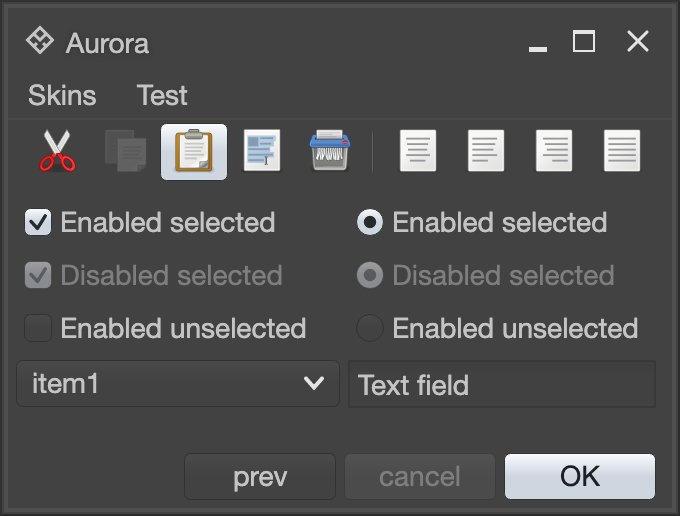 Aurora
Skins Test
Enabled selected Enabled selected
Disabled selected Disabled selected
Enabled unselected Enabled unselected
item1 Text field
prev cancel OK